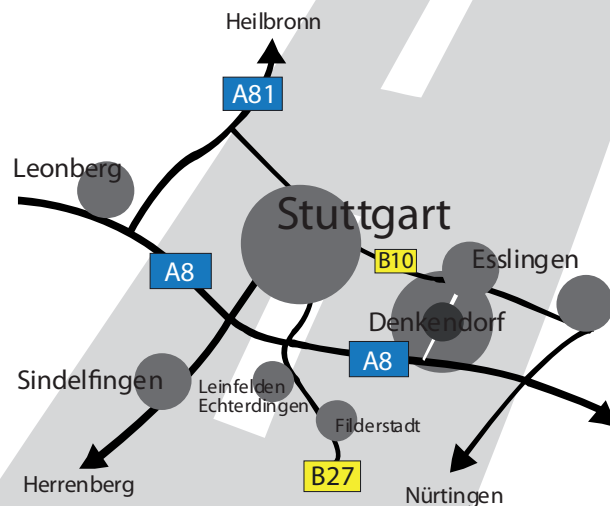 Heilbronn
A81
Leonberg
Stuttgart
B10
Esslingen
A8
Denkendorf
A8
Sindelfingen
Leinfelden
Echterdingen
Filderstadt
B27
Herrenberg
Nürtingen